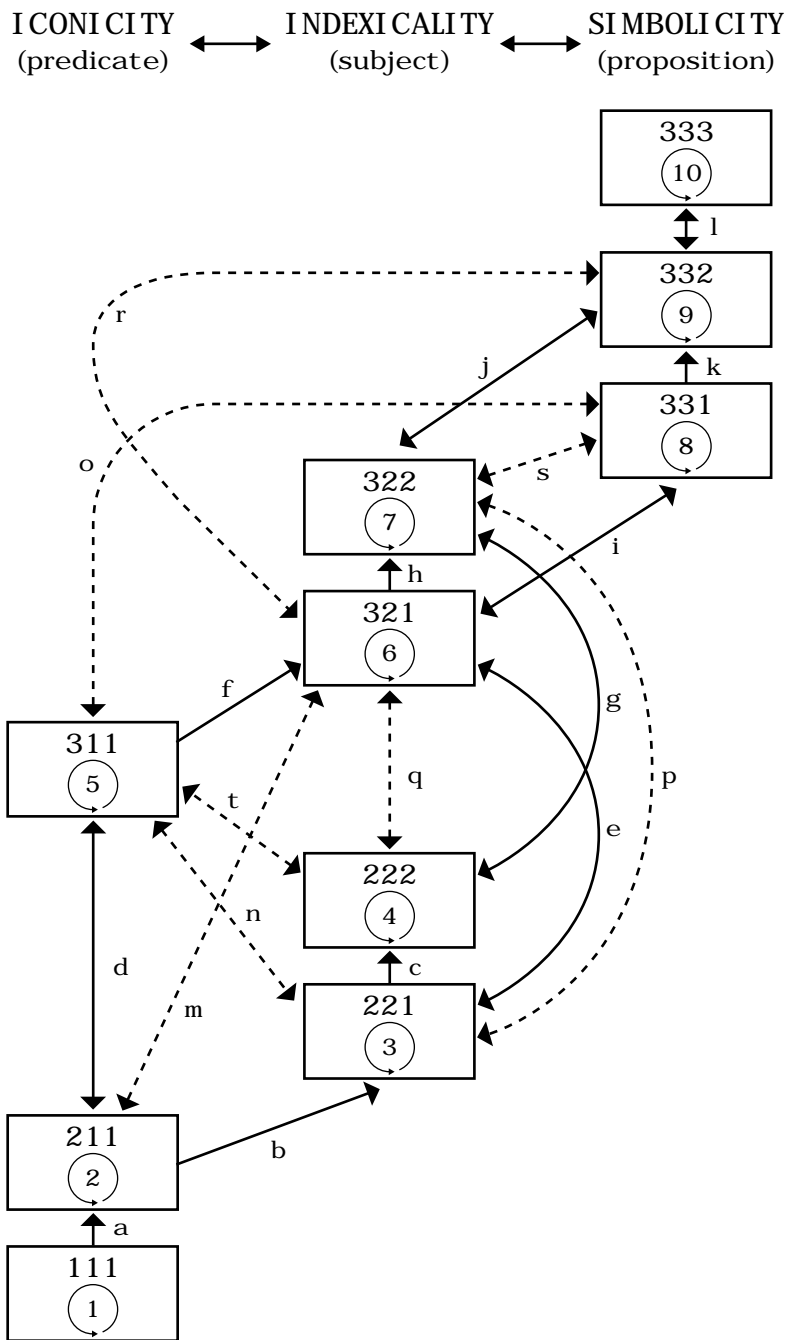 ICONICITY INDEXICALITY SIMBOLICITY
(predicate) (subject) (proposition)
333
10
l
332
9
r
j
k
331
8
o
s
322
7
i
h
321
6
f
g
311
5
t
q
p
e
222
4
n
d
c
m
221
3
211
2
b
a
111
1